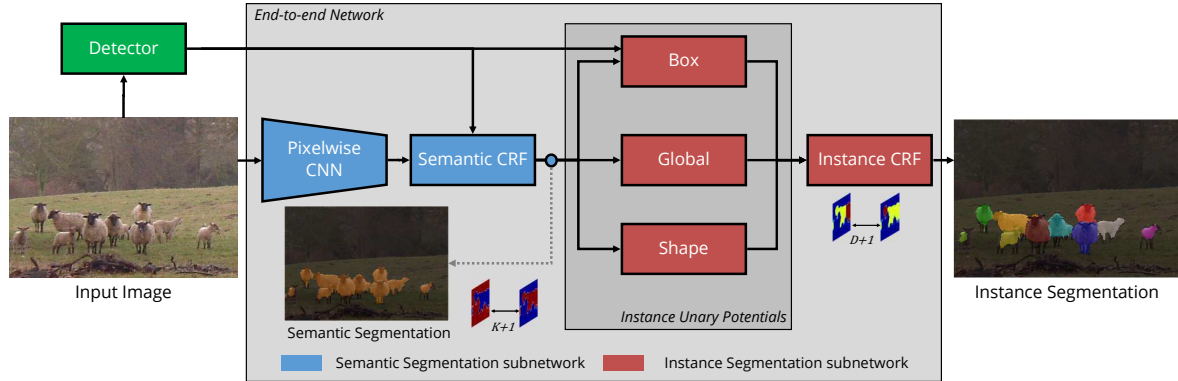 End-to-end Network
Detector
Box
Pixelwise
CNN
Semantic CRF
Global
Instance CRF
D+1
Shape
Input Image
Semantic Segmentation
K+1
Instance Unary Potentials
Instance Segmentation
Semantic Segmentation subnetwork
Instance Segmentation subnetwork